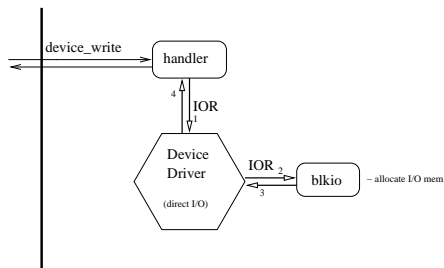 device_write
handler
4
IOR
1
Device
Driver
(direct I/O)
IOR
2
3
blkio
– allocate I/O mem